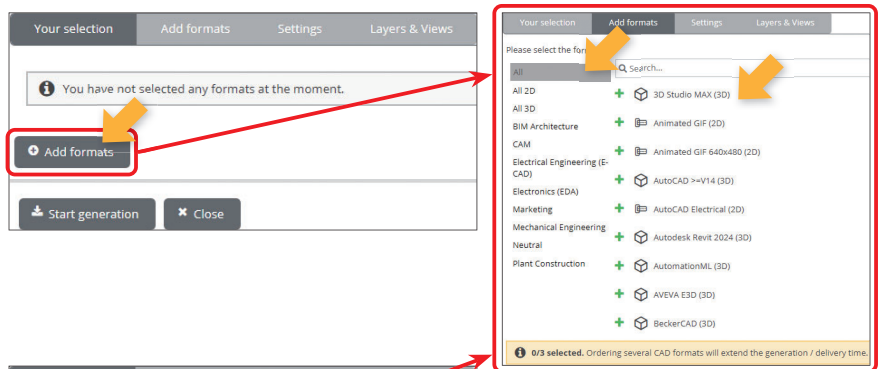 Your selection
Add formats
Settings
Layers & Views
You have not selected any formats at the moment.
Add formats
Start generation
Close
Your selection
Add formats
Settings
Layers & Views
Please select the for
Search...
All
All 2D
All 3D
BIM Architecture
CAM
Electrical Engineering (E-
CAD)
Electronics (EDA)
Marketing
Mechanical Engineering
Neutral
Plant Construction
3D Studio MAX (3D)
Animated GIF (2D)
Animated GIF 640x480 (2D)
AutoCAD >=V14 (3D)
AutoCAD Electrical (2D)
Autodesk Revit 2024 (3D)
AutomationML (3D)
AVEVA E3D (3D)
BeckerCAD (3D)
0/3 selected. Ordering several CAD formats will extend the generation / delivery time.